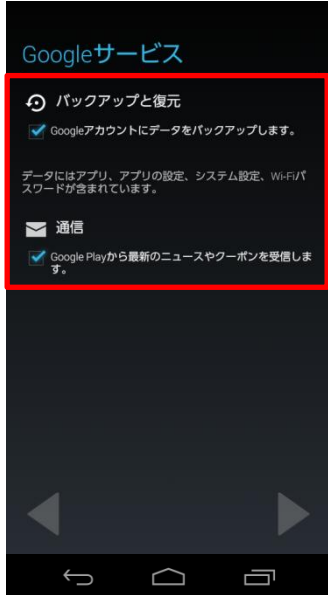 Googleサービス
バックアップと復元
Googleアカウントにデータをバックアップします。
データにはアプリ、アプリの設定、システム設定、Wi-Fiパ
スワードが含まれています。
通信
Google Playから最新のニュースやクーポンを受信しま
す。